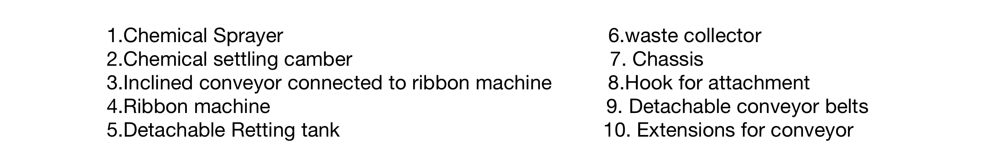 1.Chemical Sprayer
2.Chemical settling camber
3.Inclined conveyor connected to ribbon machine
4.Ribbon machine
5.Detachable Retting tank
6.waste collector
7. Chassis
8.Hook for attachment
9. Detachable conveyor belts
10. Extensions for conveyor